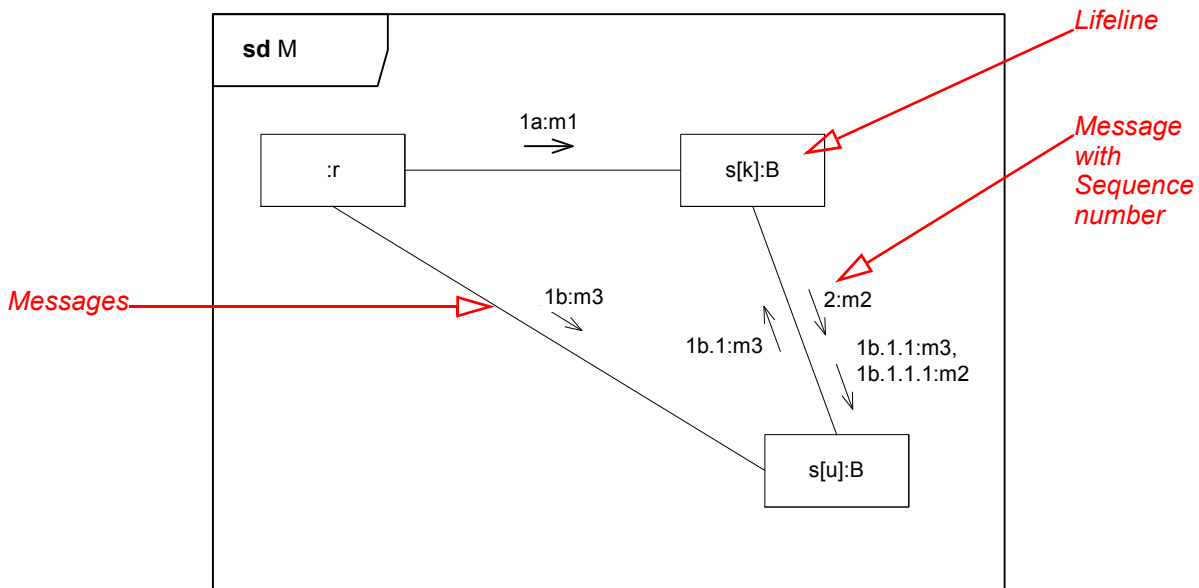 sd M
Lifeline
1a:m1
Message
with
Sequence
number
:r
s[k]:B
Messages
1b:m3
2:m2
1b.1:m3
1b.1.1:m3,
1b.1.1.1:m2
s[u]:B